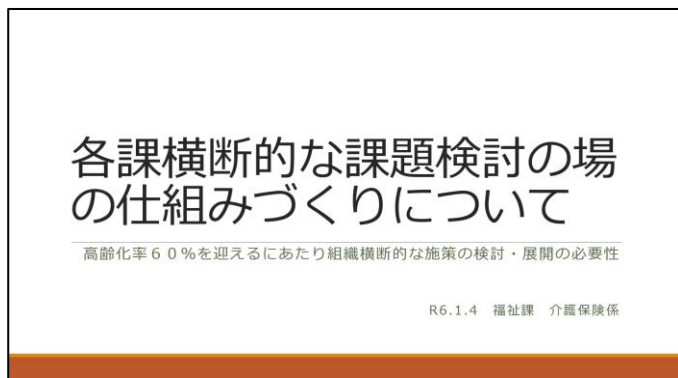 各課横断的な課題検討の場
の仕組みづくりについて
高齢化率６０％を迎えるにあたり組織横断的な施策の検討・展開の必要性
R6.1.4　福祉課　介護保険係